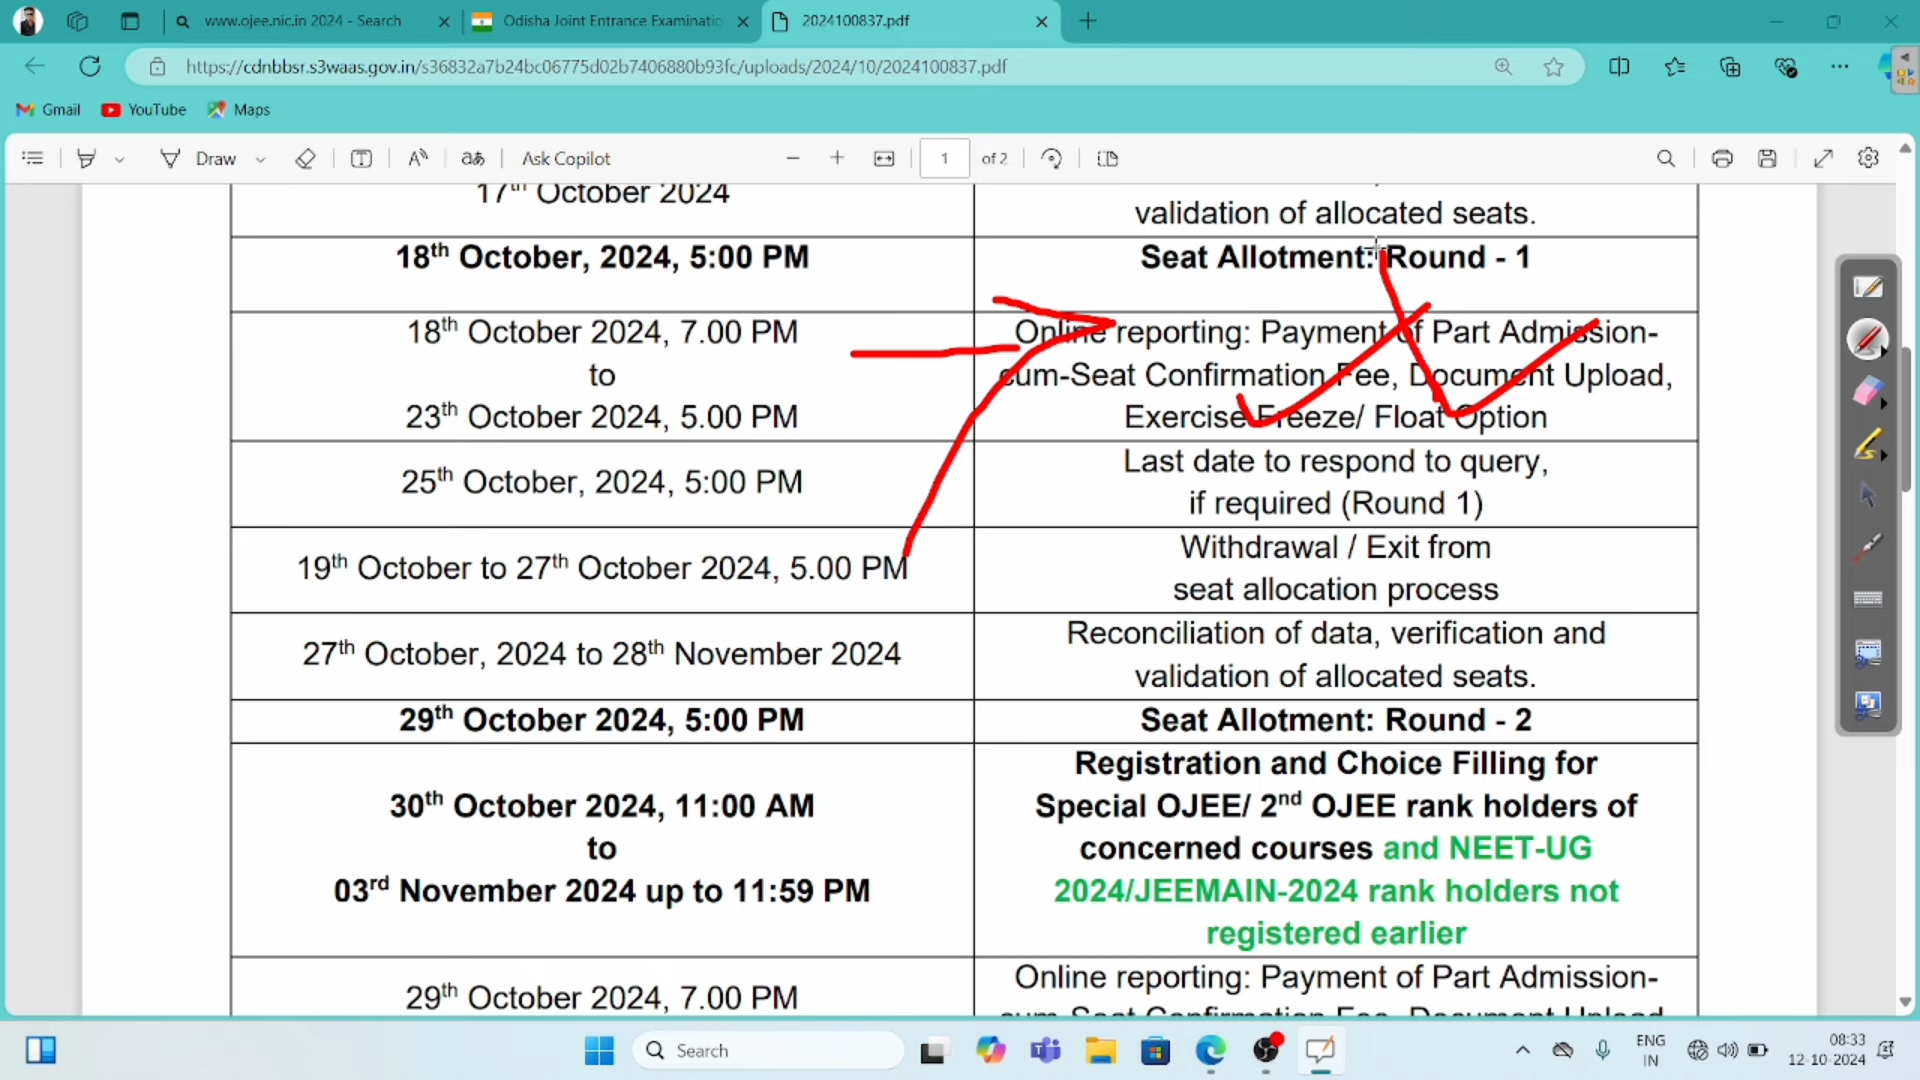 www.ojee.nic.in 2024 - Search
Odisha Joint Entrance Examinatio
2024100837.pdf
https://cdnbbsr.s3waas.gov.in/s36832a7b24bc06775d02b7406880b93fc/uploads/2024/10/2024100837.pdf
Gmail
YouTube
Maps
Draw
Ask Copilot
1
of 2
17th October 2024
validation of allocated seats.
18th October, 2024, 5:00 PM
Seat Allotment: Round - 1
18th October 2024, 7.00 PM
to
23th October 2024, 5.00 PM
Online reporting: Payment of Part Admission-
cum-Seat Confirmation Fee, Document Upload,
Exercise Freeze/ Float Option
25th October, 2024, 5:00 PM
Last date to respond to query,
if required (Round 1)
19th October to 27th October 2024, 5.00 PM
Withdrawal / Exit from
seat allocation process
27th October, 2024 to 28th November 2024
Reconciliation of data, verification and
validation of allocated seats.
29th October 2024, 5:00 PM
Seat Allotment: Round - 2
30th October 2024, 11:00 AM
to
03rd November 2024 up to 11:59 PM
Registration and Choice Filling for
Special OJEE/ 2nd OJEE rank holders of
concerned courses and NEET-UG
2024/JEEMAIN-2024 rank holders not
registered earlier
29th October 2024, 7.00 PM
Online reporting: Payment of Part Admission-
cum-Seat Confirmation Fee, Document Upload,
Search
ENG
IN
08:33
12-10-2024